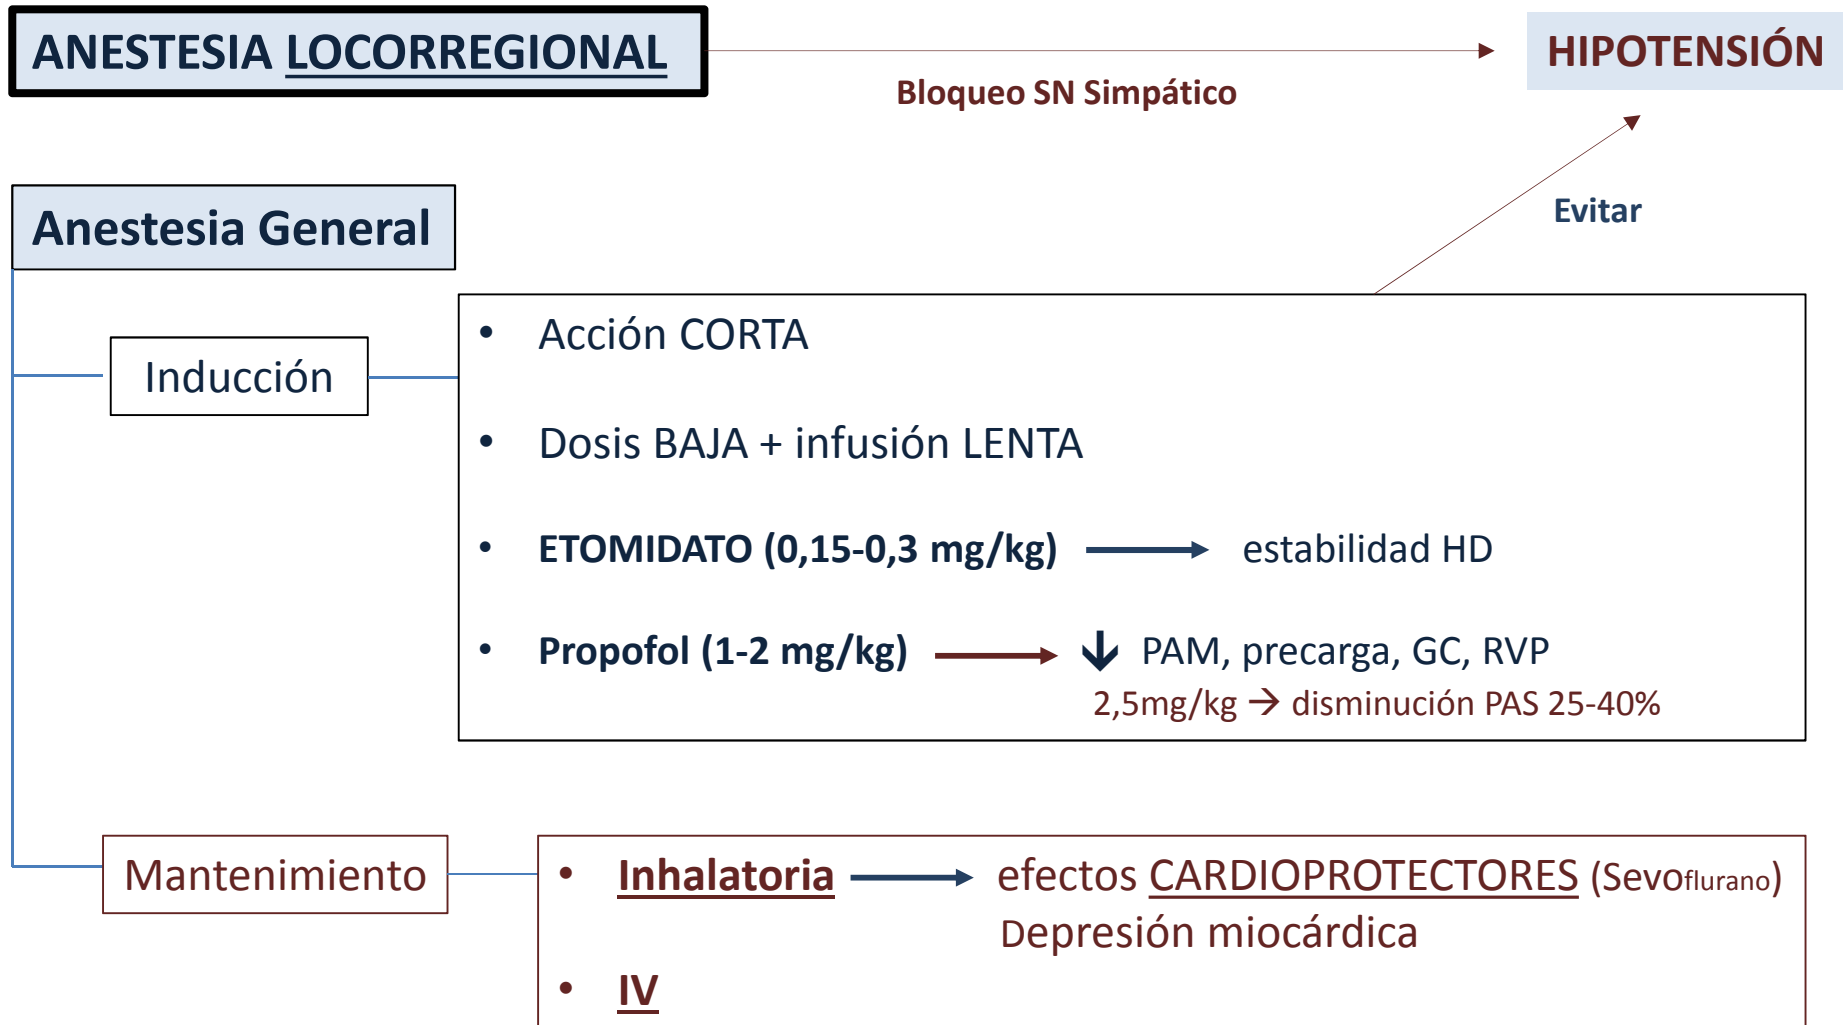 ANESTESIA LOCORREGIONAL
HIPOTENSIÓN
Bloqueo SN Simpático
Anestesia General
Evitar
Inducción
• Acción CORTA
• Dosis BAJA + infusión LENTA
• ETOMIDATO (0,15-0,3 mg/kg) → estabilidad HD
• Propofol (1-2 mg/kg) → ↓ PAM, precarga, GC, RVP
2,5mg/kg → disminución PAS 25-40%
Mantenimiento
• Inhalatoria → efectos CARDIOPROTECTORES (Sevoflurano)
Depresión miocárdica
• IV